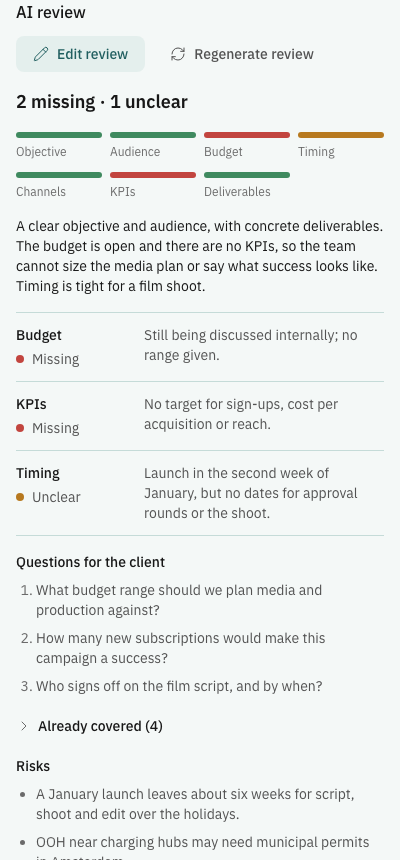 AI review
Edit review
Regenerate review
2 missing · 1 unclear
Objective
Audience
Budget
Timing
Channels
KPIs
Deliverables
A clear objective and audience, with concrete deliverables.
The budget is open and there are no KPIs, so the team
cannot size the media plan or say what success looks like.
Timing is tight for a film shoot.
Budget
Missing
Still being discussed internally; no
range given.
KPIs
Missing
No target for sign-ups, cost per
acquisition or reach.
Timing
Unclear
Launch in the second week of
January, but no dates for approval
rounds or the shoot.
Questions for the client
1. What budget range should we plan media and
production against?
2. How many new subscriptions would make this
campaign a success?
3. Who signs off on the film script, and by when?
Already covered (4)
Risks
• A January launch leaves about six weeks for script,
shoot and edit over the holidays.
• OOH near charging hubs may need municipal permits
in Amsterdam